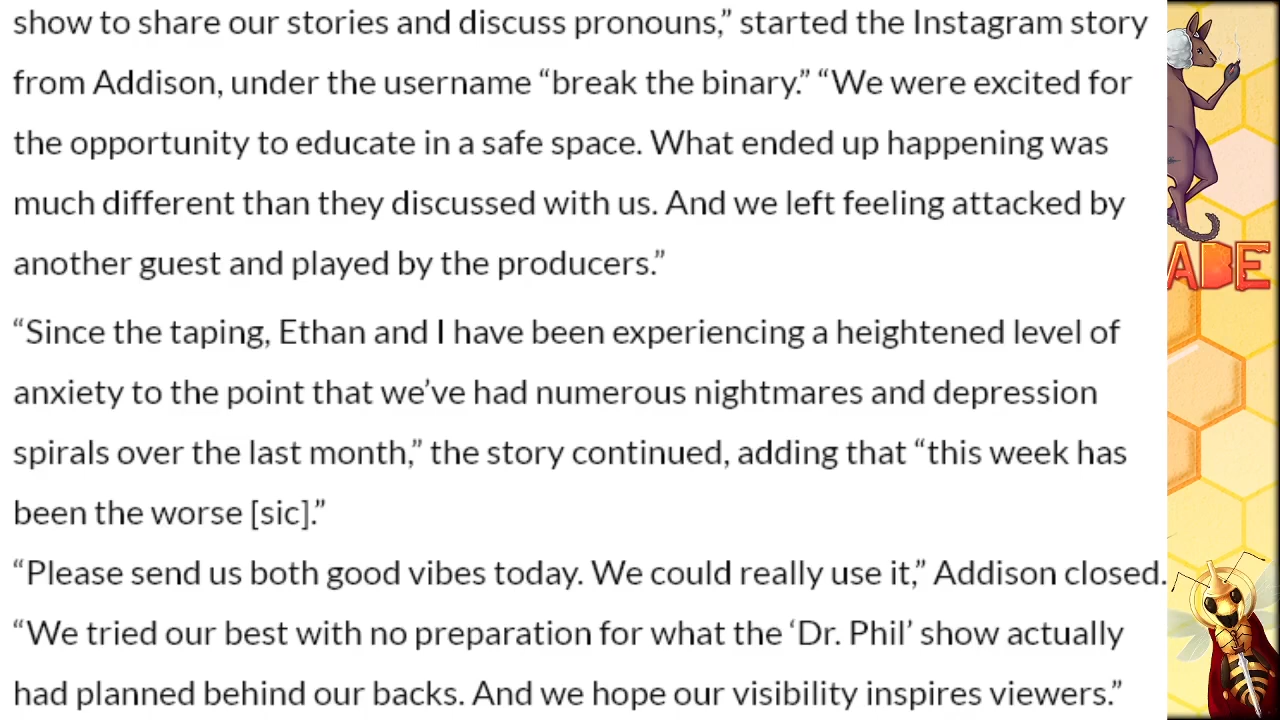 show to share our stories and discuss pronouns,” started the Instagram story
from Addison, under the username “break the binary.” “We were excited for
the opportunity to educate in a safe space. What ended up happening was
much different than they discussed with us. And we left feeling attacked by
another guest and played by the producers.”
“Since the taping, Ethan and I have been experiencing a heightened level of
anxiety to the point that we’ve had numerous nightmares and depression
spirals over the last month,” the story continued, adding that “this week has
been the worse [sic].”
“Please send us both good vibes today. We could really use it,” Addison closed.
“We tried our best with no preparation for what the ‘Dr. Phil’ show actually
had planned behind our backs. And we hope our visibility inspires viewers.”
ADE